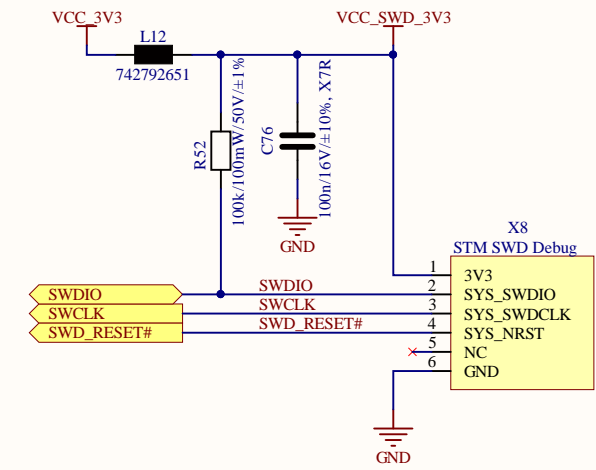 VCC_3V3
VCC_SWD_3V3
L12
742792651
R52
100k/100mW/50V/±1%
C76
100n/16V/±10%, X7R
GND
X8
STM SWD Debug
SWDIO
SWDIO
1
3V3
2
SYS_SWDIO
SWCLK
SWCLK
3
SYS_SWDCLK
SWD_RESET#
SWD_RESET#
4
SYS_NRST
5
NC
6
GND
GND